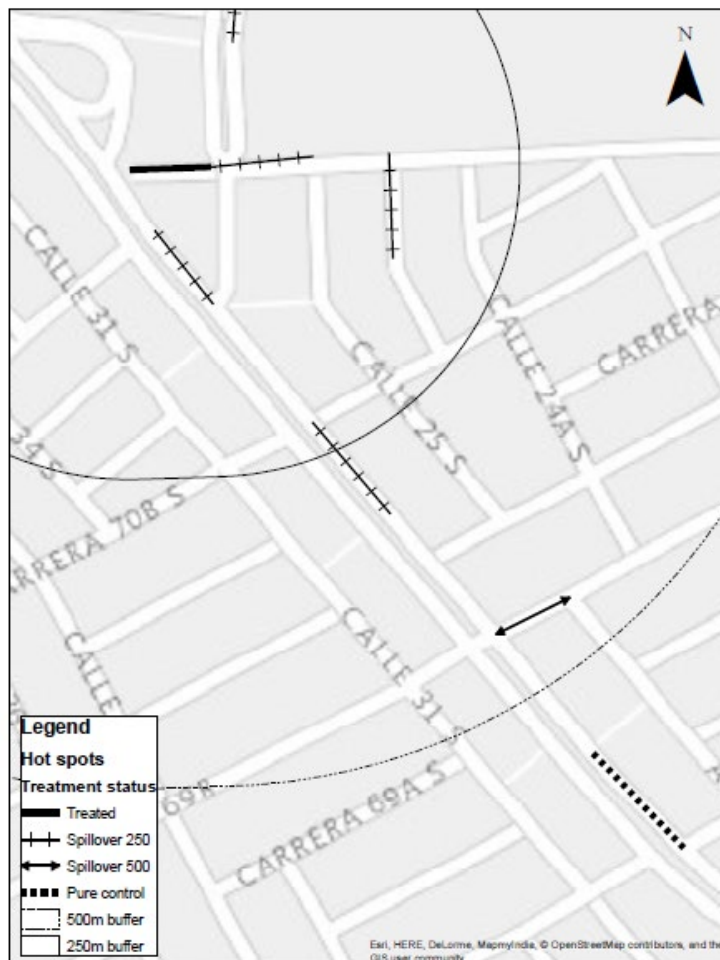 N
CALLE 31 S
CARRERA
CALLE 24A S
CALLE 25 S
34 S
ARRERA 70B S
CALLE
CALLE 31 S
69
CARRERA 69A S
Legend
Hot spots
Treatment status
Treated
Spillover 250
Spillover 500
Pure control
500m buffer
250m buffer
Esri, HERE, DeLorme, MapmyIndia, © OpenStreetMap contributors, and the
GIS user community